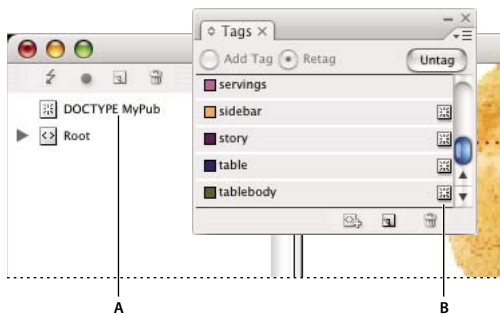 Tags ×
Add Tag Retag Untag
servings
DOCTYPE MyPub
sidebar
Root
story
table
tablebody
A B